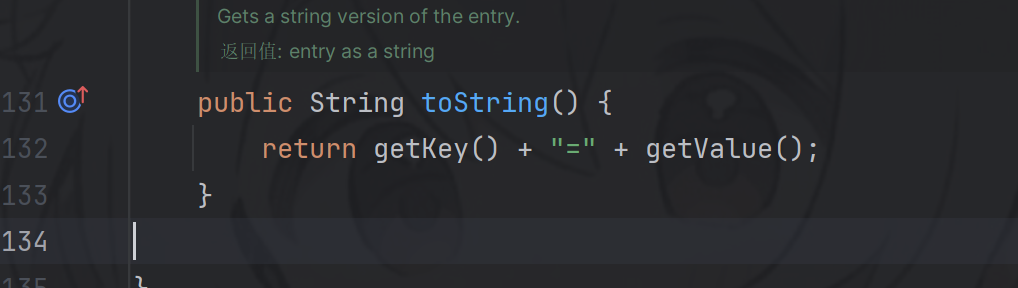 Gets a string version of the entry.
返回值: entry as a string
131 public String toString() {
132 return getKey() + "=" + getValue();
133 }
134
135 }